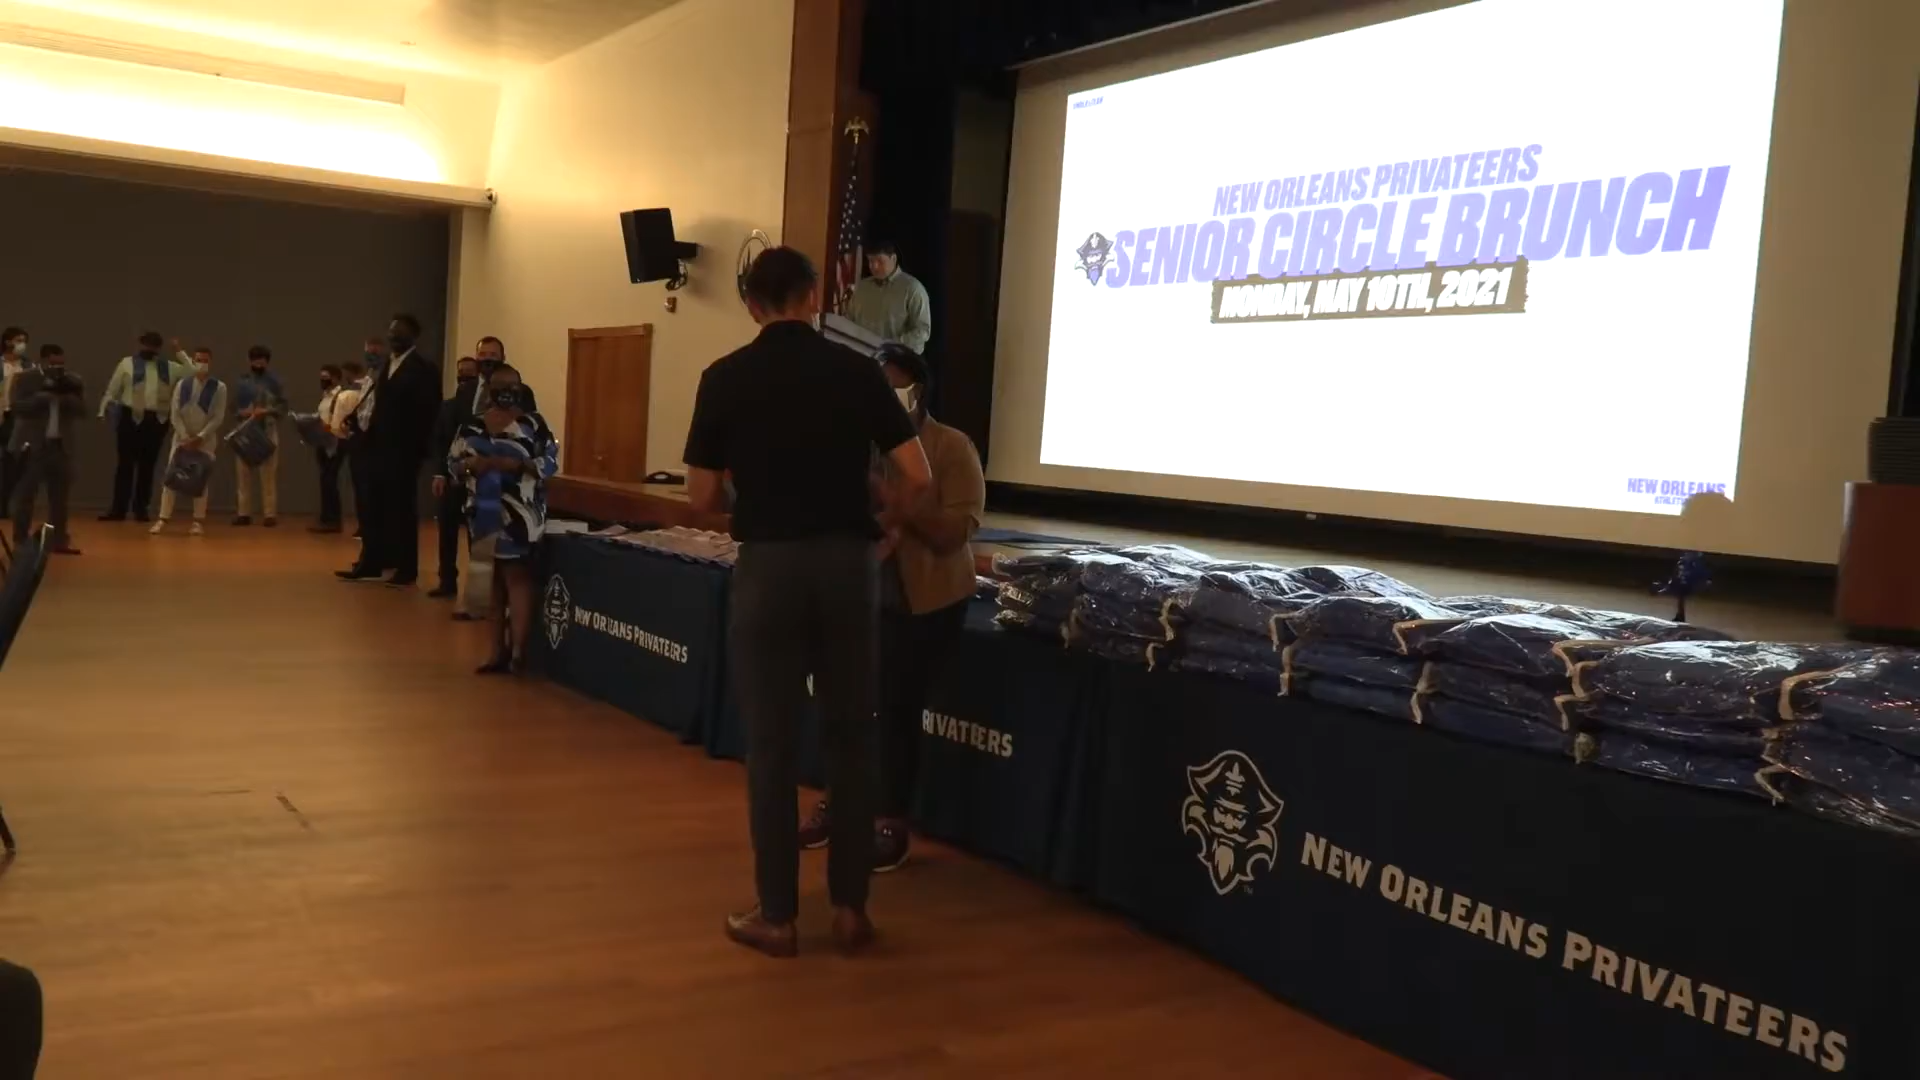 NEW ORLEANS PRIVATEERS
SENIOR CIRCLE BRUNCH
MONDAY, MAY 10TH, 2021
NEW ORLEANS
NEW ORLEANS PRIVATEERS
RIVATEERS
NEW ORLEANS PRIVATEERS